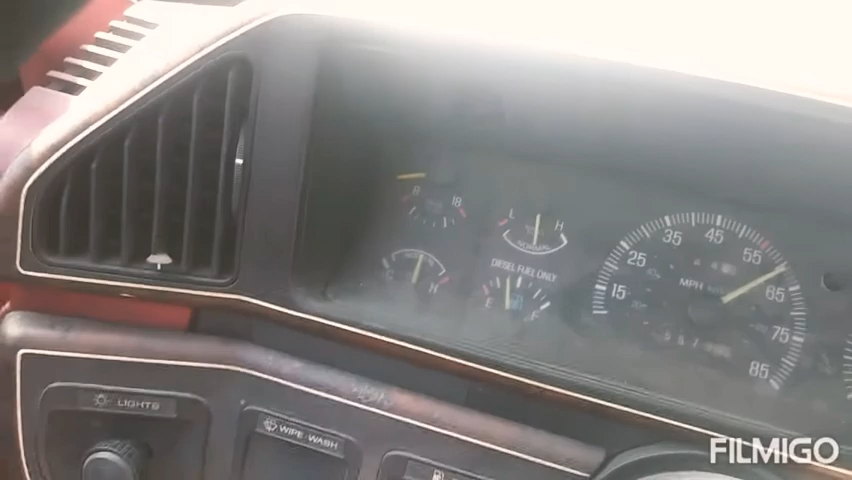 8 18
L H
NORMAL
C H
DIESEL FUEL ONLY
E F
15 25 35 45 55 65 75 85
MPH
LIGHTS
WIPE-WASH
FILMIGO